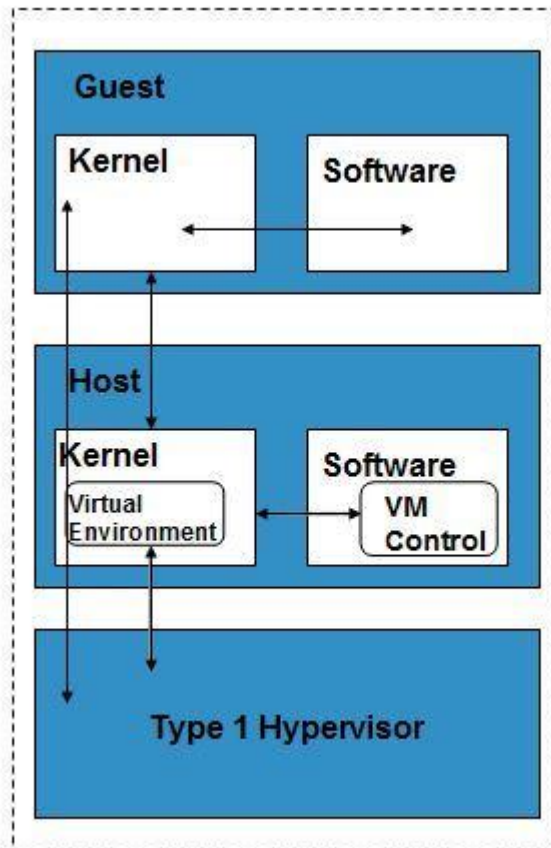 Guest
Kernel
Software
Host
Kernel
Virtual
Environment
Software
VM
Control
Type 1 Hypervisor